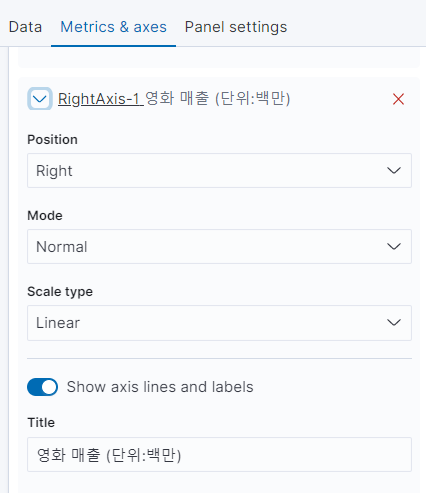 Data Metrics & axes Panel settings
RightAxis-1 영화 매출 (단위:백만)
Position
Right
Mode
Normal
Scale type
Linear
Show axis lines and labels
Title
영화 매출 (단위:백만)